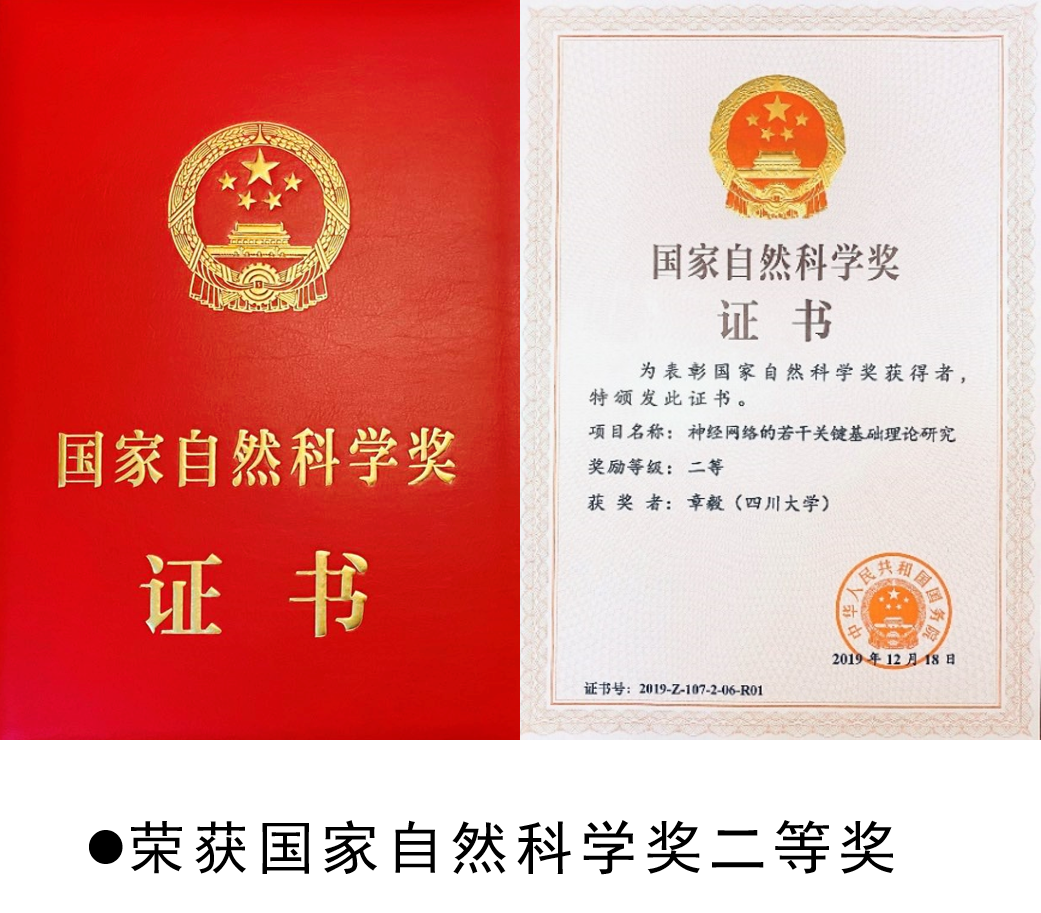 国家自然科学奖
证书
国家自然科学奖
证书
为表彰国家自然科学奖获得者，
特颁发此证书。
项目名称：神经网络的若干关键基础理论研究
奖励等级：二等
获奖者：章毅（四川大学）
中华人民共和国国务院
2019年12月18日
证书号：2019-Z-107-2-06-R01
●荣获国家自然科学奖二等奖